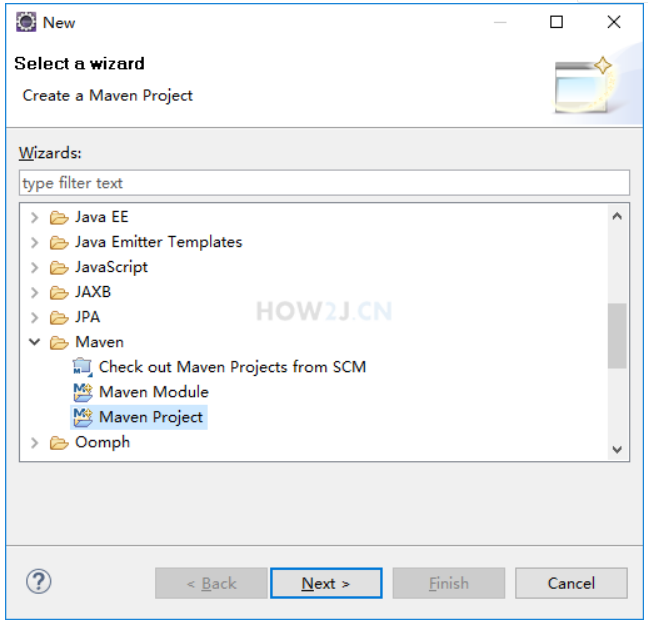 New
Select a wizard
Create a Maven Project
Wizards:
type filter text
Java EE
Java Emitter Templates
JavaScript
JAXB
JPA
HOW2J.CN
Maven
Check out Maven Projects from SCM
Maven Module
Maven Project
Oomph
?
< Back
Next >
Finish
Cancel